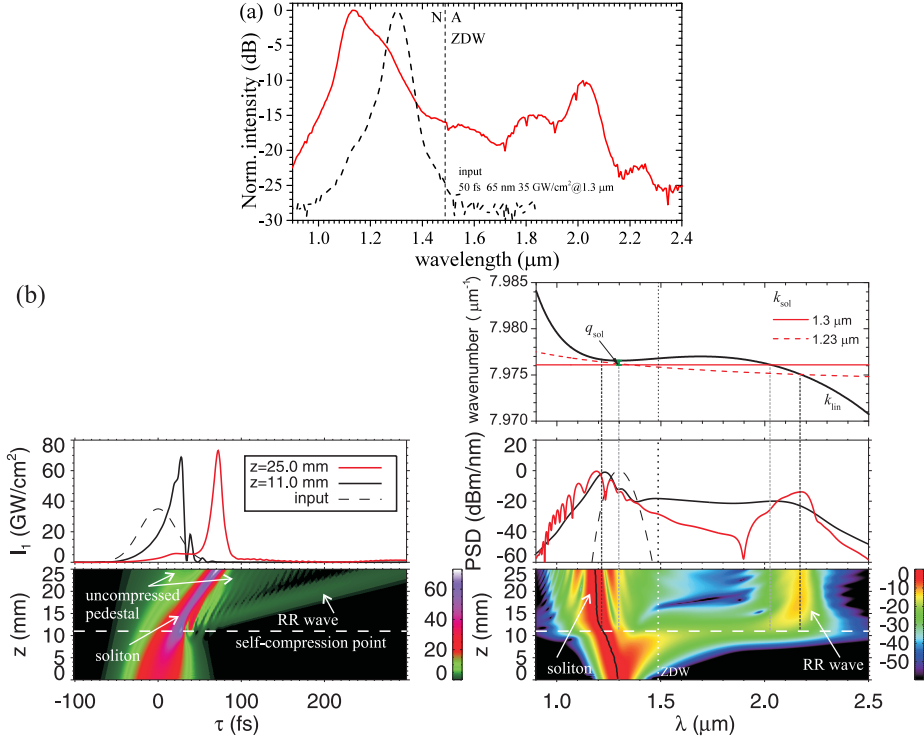 (a)
Norm. intensity (dB)
0
-5
-10
-15
-20
-25
-30
N A
ZDW
input
50 fs 65 nm 35 GW/cm²@1.3 μm
1.0 1.2 1.4 1.6 1.8 2.0 2.2 2.4
wavelength (μm)
(b)
wavenumber (μm⁻¹)
7.985
7.980
7.975
7.970
q_sol
k_sol
1.3 μm
1.23 μm
k_lin
I₁ (GW/cm²)
80
60
40
20
0
z=25.0 mm
z=11.0 mm
input
PSD (dBm/nm)
20
0
-20
-40
-60
z (mm)
25
20
15
10
5
0
uncompressed
pedestal
soliton
RR wave
self-compression point
60
40
20
0
-100 0 100 200
τ (fs)
z (mm)
25
20
15
10
5
0
soliton
ZDW
RR wave
0
-10
-20
-30
-40
-50
1.0 1.5 2.0 2.5
λ (μm)